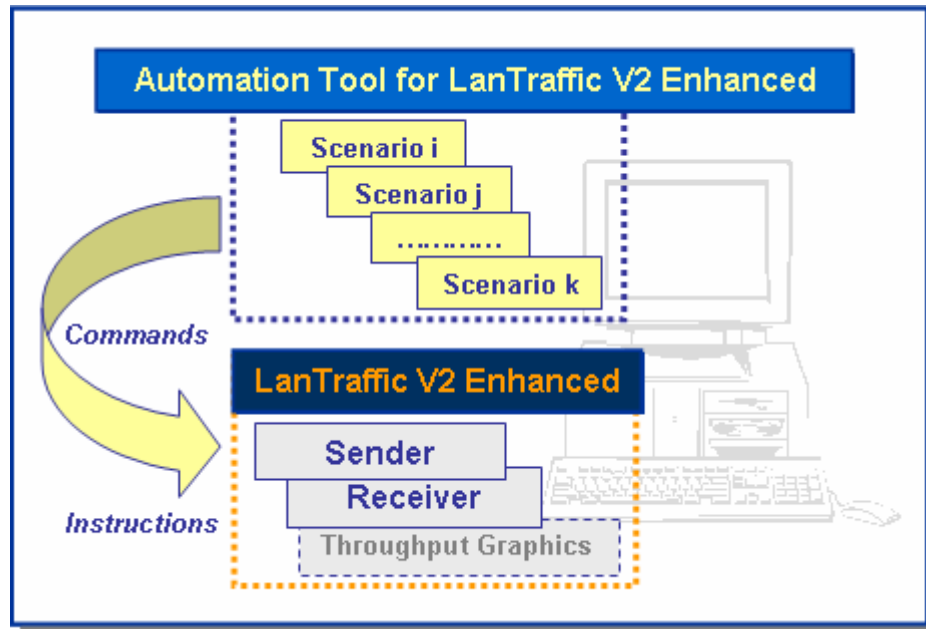 Automation Tool for LanTraffic V2 Enhanced
Scenario i
Scenario j
............
Scenario k
Commands
LanTraffic V2 Enhanced
Sender
Receiver
Instructions
Throughput Graphics